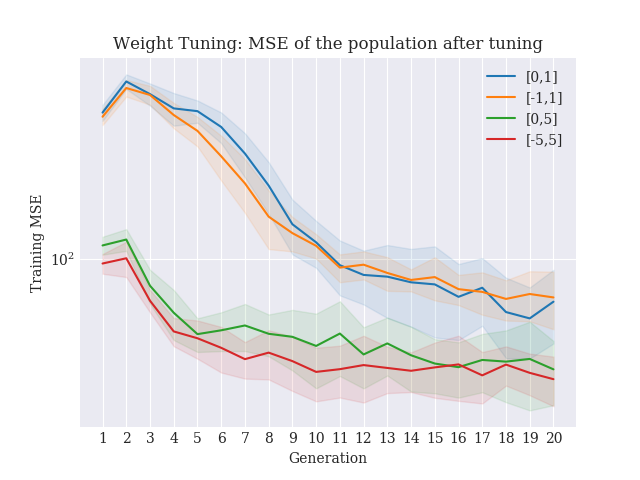 Weight Tuning: MSE of the population after tuning
[0,1]
[-1,1]
[0,5]
[-5,5]
Training MSE
10²
1 2 3 4 5 6 7 8 9 10 11 12 13 14 15 16 17 18 19 20
Generation